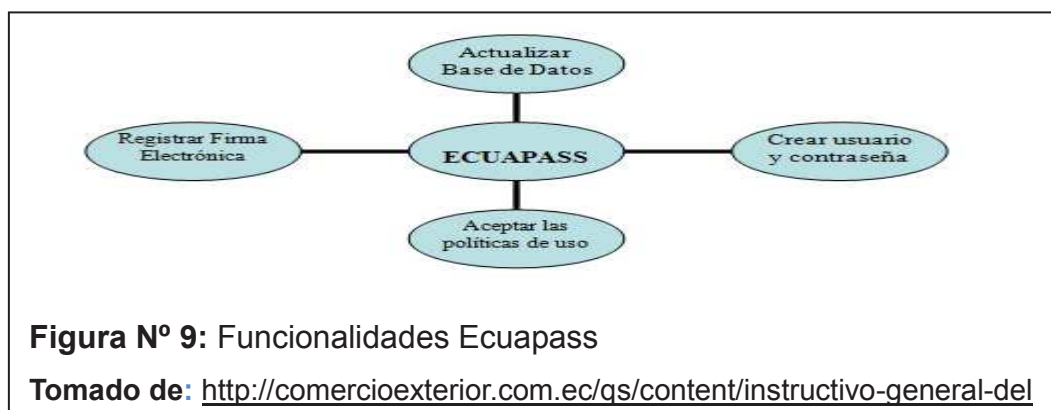 Actualizar
Base de Datos
Registrar Firma
Electrónica
ECUAPASS
Crear usuario
y contraseña
Aceptar las
políticas de uso
Figura Nº 9: Funcionalidades Ecuapass
Tomado de: http://comercioexterior.com.ec/qs/content/instructivo-general-del